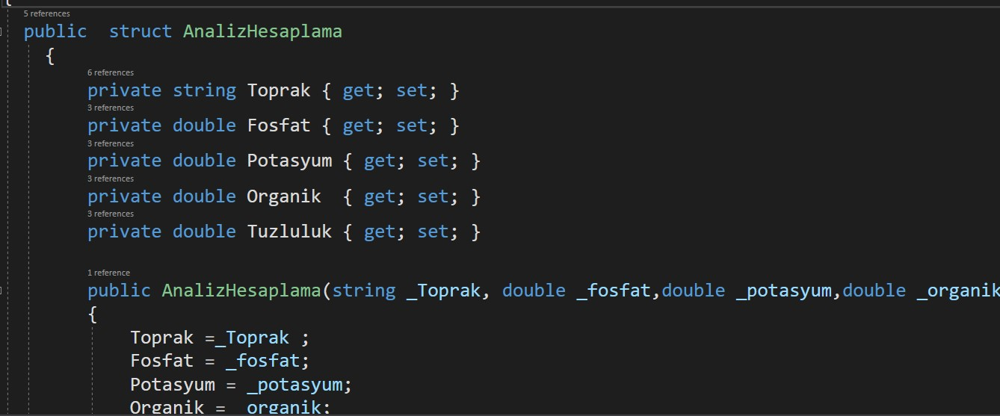 {
5 references
public  struct AnalizHesaplama
{
6 references
private string Toprak { get; set; }
3 references
private double Fosfat { get; set; }
3 references
private double Potasyum { get; set; }
3 references
private double Organik  { get; set; }
3 references
private double Tuzluluk { get; set; }
1 reference
public AnalizHesaplama(string _Toprak, double _fosfat,double _potasyum,double _organik
{
Toprak =_Toprak ;
Fosfat = _fosfat;
Potasyum = _potasyum;
Organik = _organik;